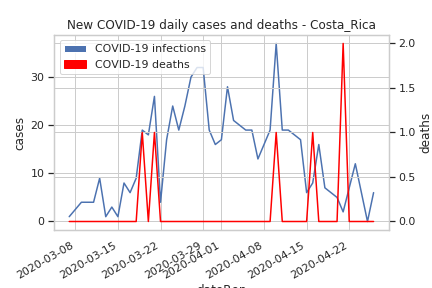 New COVID-19 daily cases and deaths - Costa_Rica
COVID-19 infections
COVID-19 deaths
cases
30
20
10
0
2.0
1.5
1.0
0.5
0.0
deaths
2020-03-08
2020-03-15
2020-03-22
2020-03-29
2020-04-01
2020-04-08
2020-04-15
2020-04-22
dateRep